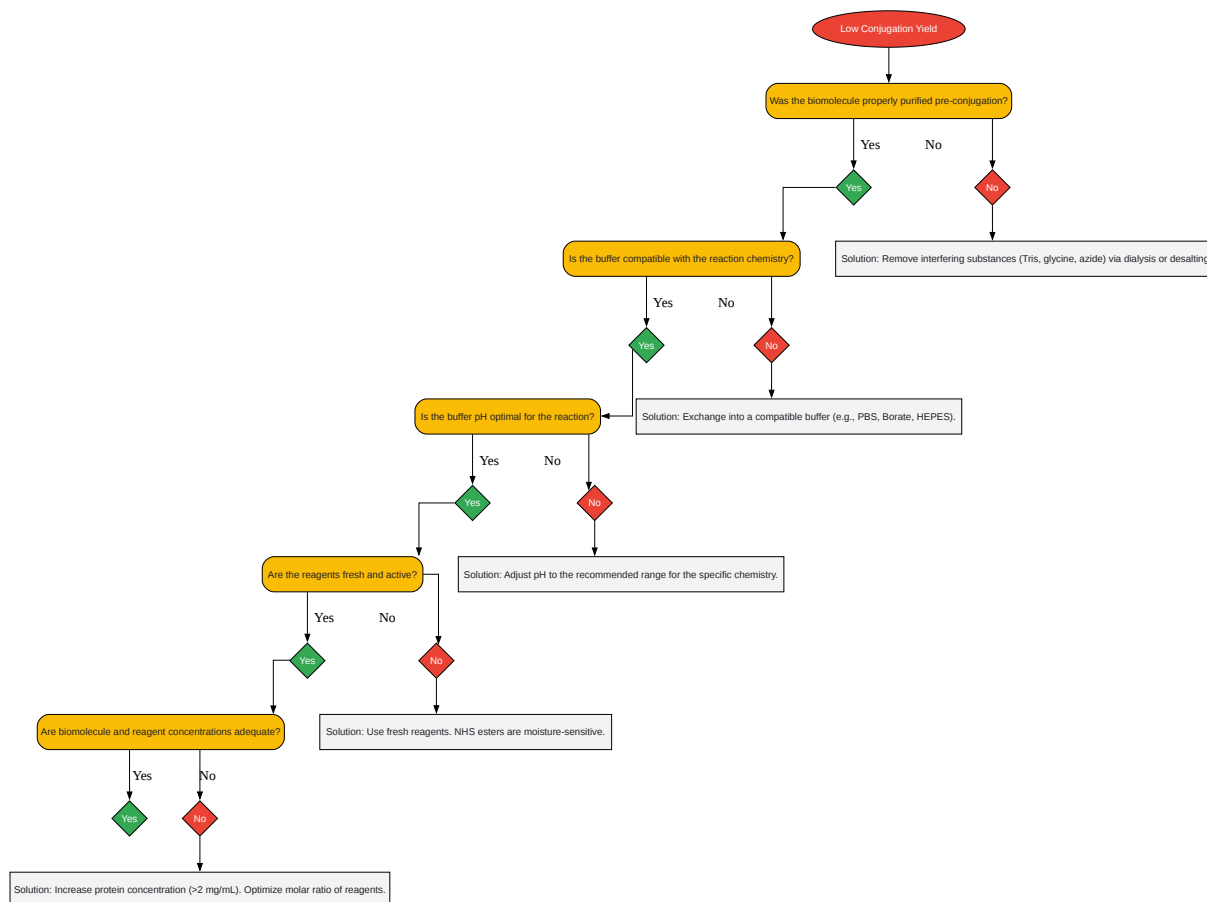 Low Conjugation Yield
Was the biomolecule properly purified pre-conjugation?
Yes
No
Yes
No
Is the buffer compatible with the reaction chemistry?
Solution: Remove interfering substances (Tris, glycine, azide) via dialysis or desalting
Yes
No
Yes
No
Is the buffer pH optimal for the reaction?
Solution: Exchange into a compatible buffer (e.g., PBS, Borate, HEPES).
Yes
No
Yes
No
Are the reagents fresh and active?
Solution: Adjust pH to the recommended range for the specific chemistry.
Yes
No
Yes
No
Are biomolecule and reagent concentrations adequate?
Solution: Use fresh reagents. NHS esters are moisture-sensitive.
Yes
No
Yes
No
Solution: Increase protein concentration (>2 mg/mL). Optimize molar ratio of reagents.